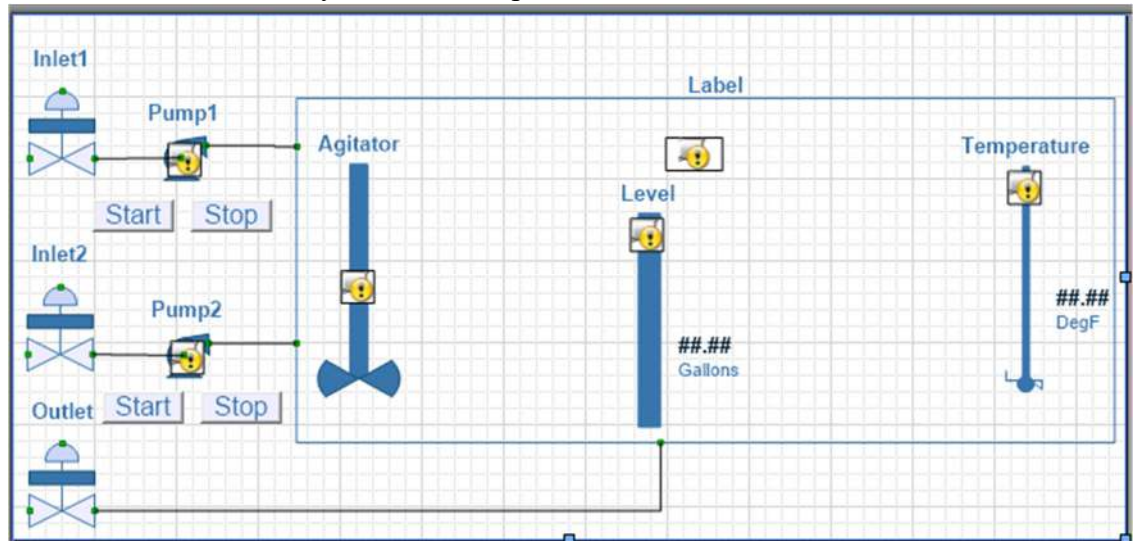 Inlet1
Pump1
Label
Agitator
Temperature
Level
Start Stop
Inlet2
Pump2
##.##
DegF
##.##
Gallons
Outlet
Start Stop